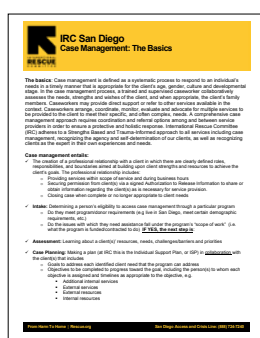 RESCUE
COMMITTEE
IRC San Diego
Case Management: The Basics
The basics: Case management is defined as a systematic process to respond to an individual's
needs in a timely manner that is appropriate for the client's age, gender, culture and developmental
stage. In the case management process, a trained and supervised caseworker collaboratively
assesses the needs, strengths and wishes of the client, and when appropriate, the client's family
members. Caseworkers may provide direct support or refer to other services available in the
context. Caseworkers arrange, coordinate, monitor, evaluate and advocate for multiple services to
be provided to the client to meet their specific, and often complex, needs. A comprehensive case
management approach requires coordination and referral options among and between service
providers in order to ensure a protective and holistic response. International Rescue Committee
(IRC) adheres to a Strengths Based and Trauma-informed approach to all services including case
management, recognizing the agency and self-determination of our clients, as well as recognizing
clients as the expert in their own experiences and needs.
Case management entails:
✓ The creation of a professional relationship with a client in which there are clearly defined roles,
responsibilities, and boundaries aimed at building upon client strengths and resources to achieve the
client's goals. The professional relationship includes:
o Providing services within scope of service and during business hours
o Securing permission from client(s) via a signed Authorization to Release Information to share or
obtain information regarding the client(s) as is necessary for service provision.
o Closing case when complete or no longer appropriate to client needs
✓ Intake: Determining a person's eligibility to access case management through a particular program
o Do they meet program/donor requirements (e.g live in San Diego, meet certain demographic
requirements, etc.)
o Do the issues with which they need assistance fall under the program's "scope of work" (i.e.
what the program is funded/contracted to do) IF YES, the next step is:
✓ Assessment: Learning about a client(s)' resources, needs, challenges/barriers and priorities
✓ Case Planning: Making a plan (at IRC this is the Individual Support Plan, or ISP) in collaboration with
the client(s) that includes
o Goals to address each identified client need that the program can address
o Objectives to be completed to progress toward the goal, including the person(s) to whom each
objective is assigned and timelines as appropriate to the objective, e.g.
▪ Additional internal services
▪ External services
▪ External resources
▪ Internal resources
From Harm To Home | Rescue.org San Diego Access and Crisis Line: (888) 724-7240